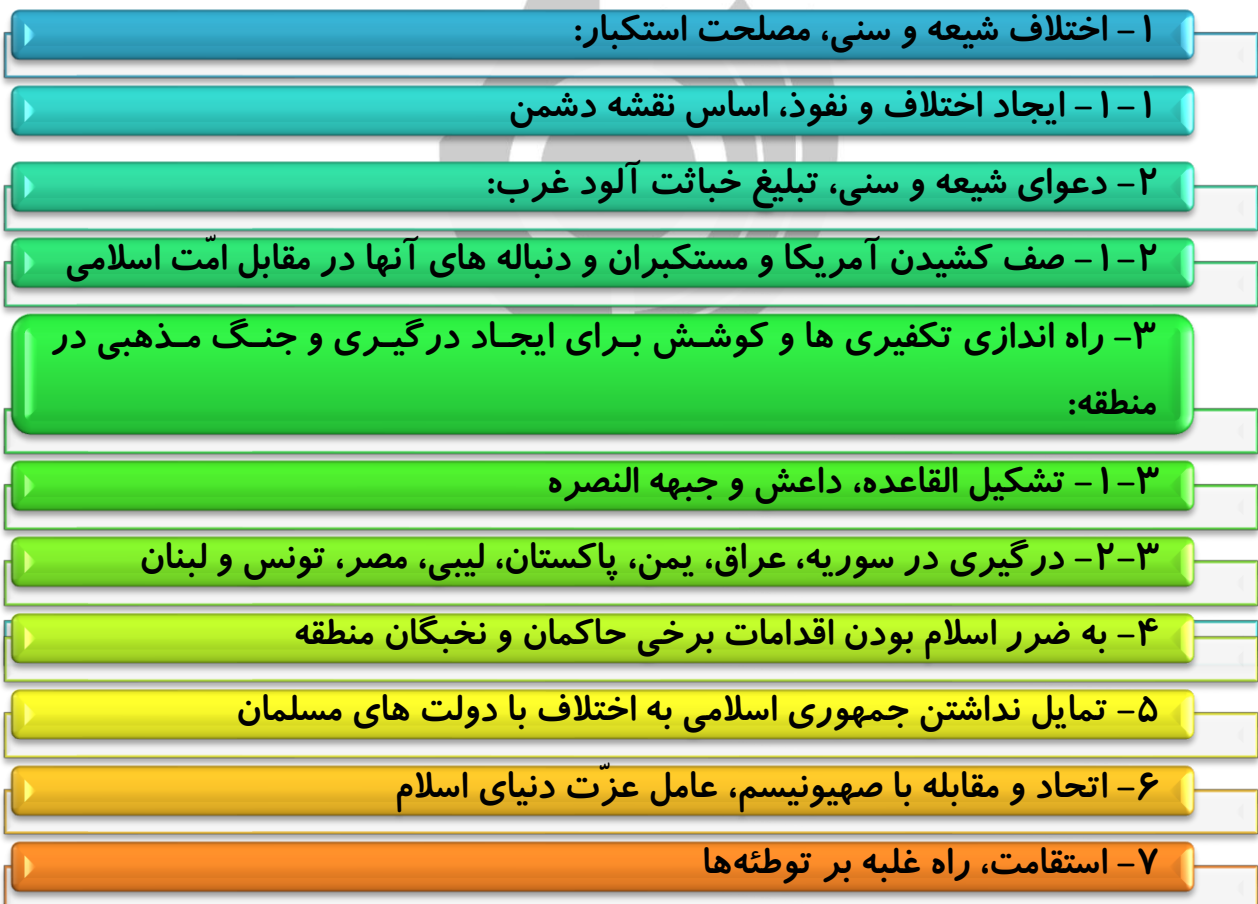 ۱- اختلاف شیعه و سنی، مصلحت استکبار:
۱-۱- ایجاد اختلاف و نفوذ، اساس نقشه دشمن
۲- دعوای شیعه و سنی، تبلیغ خباثت آلود غرب:
۲-۱- صف کشیدن آمریکا و مستکبران و دنباله های آنها در مقابل امّت اسلامی
۳- راه اندازی تکفیری ها و کوشـش بـرای ایجـاد درگیـری و جنـگ مـذهبی در
منطقه:
۳-۱- تشکیل القاعده، داعش و جبهه النصره
۳-۲- درگیری در سوریه، عراق، یمن، پاکستان، لیبی، مصر، تونس و لبنان
۴- به ضرر اسلام بودن اقدامات برخی حاکمان و نخبگان منطقه
۵- تمایل نداشتن جمهوری اسلامی به اختلاف با دولت های مسلمان
۶- اتحاد و مقابله با صهیونیسم، عامل عزّت دنیای اسلام
۷- استقامت، راه غلبه بر توطئه‌ها